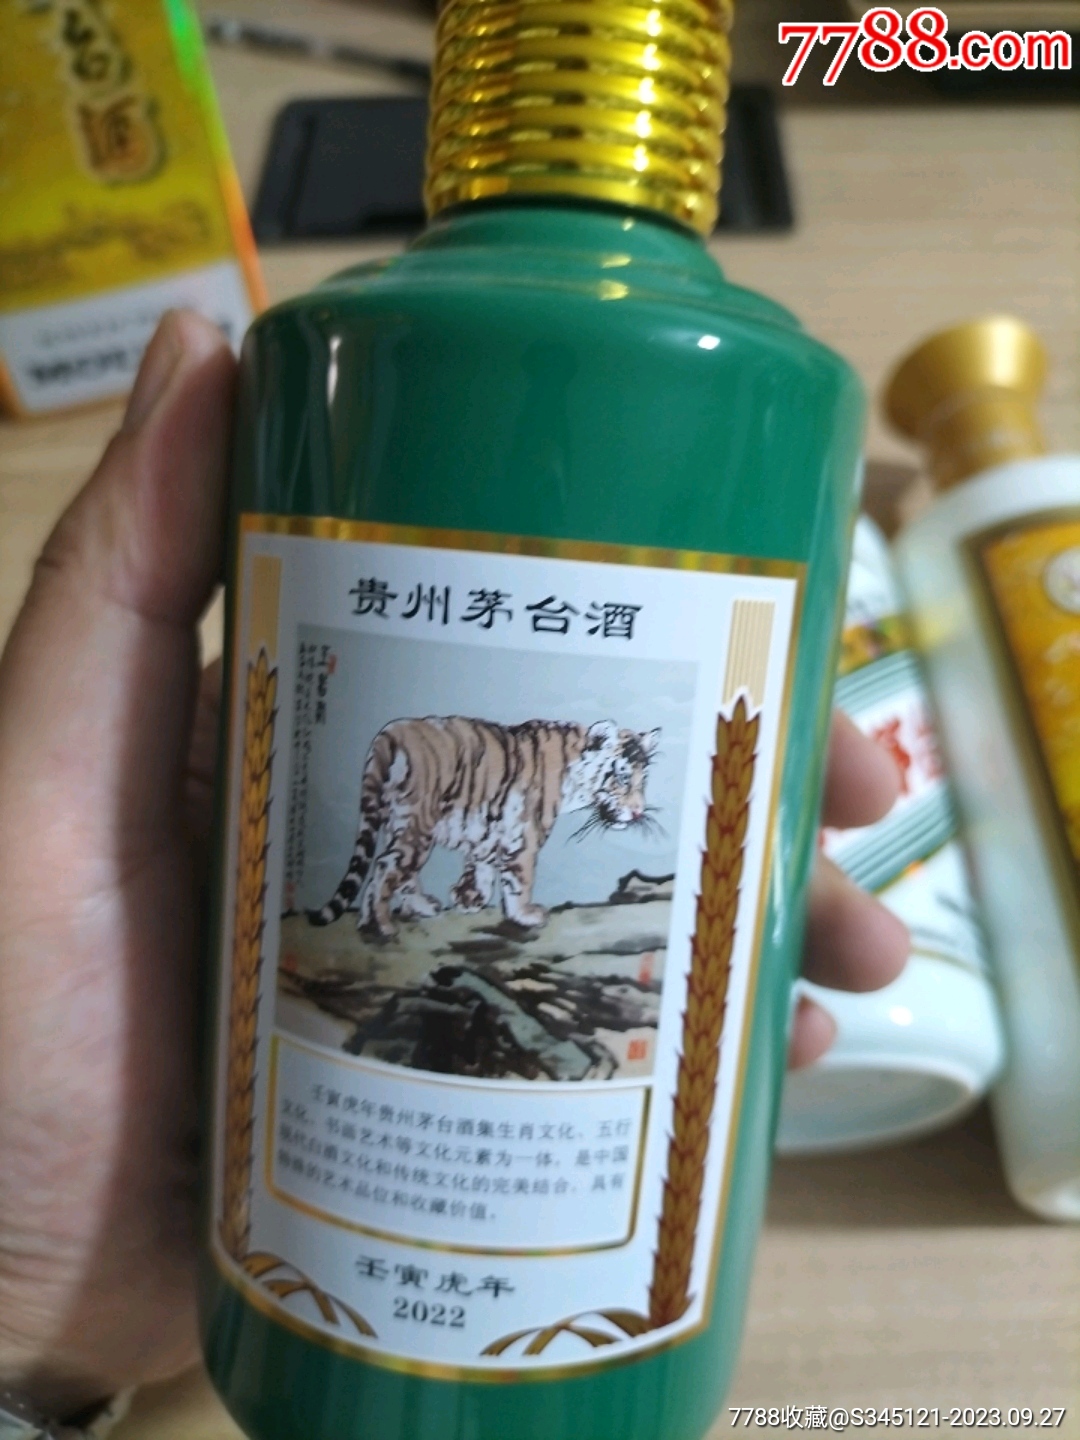 7788.com
台酒
贵州茅台酒
壬寅虎年贵州茅台酒集生肖文化、五行
文化、书画艺术等文化元素为一体，是中国
现代白酒文化和传统文化的完美结合，具有
特殊的艺术品位和收藏价值。
壬寅虎年
2022
7788收藏@S345121-2023.09.27